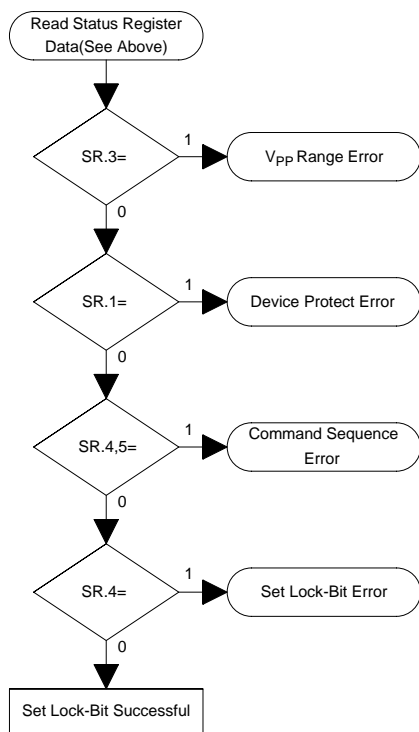 Read Status Register
Data(See Above)
SR.3=
1
VPP Range Error
0
SR.1=
1
Device Protect Error
0
SR.4,5=
1
Command Sequence
Error
0
SR.4=
1
Set Lock-Bit Error
0
Set Lock-Bit Successful